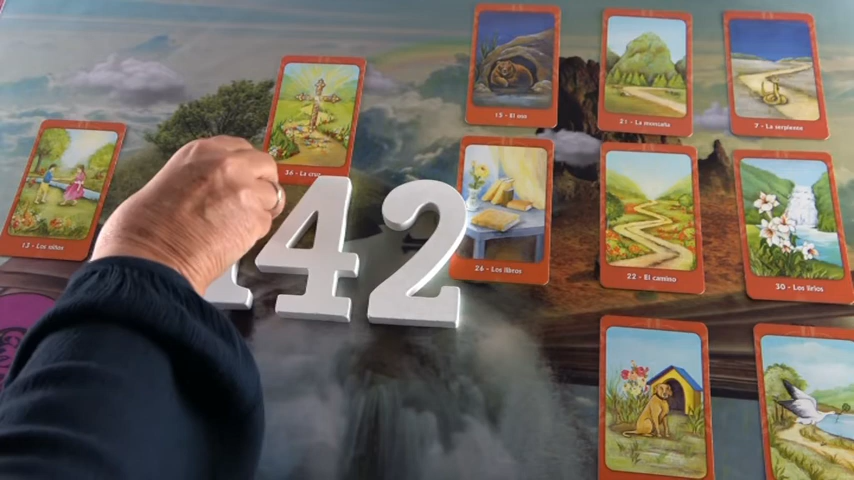 15 - El oso
21 - La montaña
7 - La serpiente
36 - La cruz
13 - Los niños
26 - Los libros
22 - El camino
30 - Los lirios
42